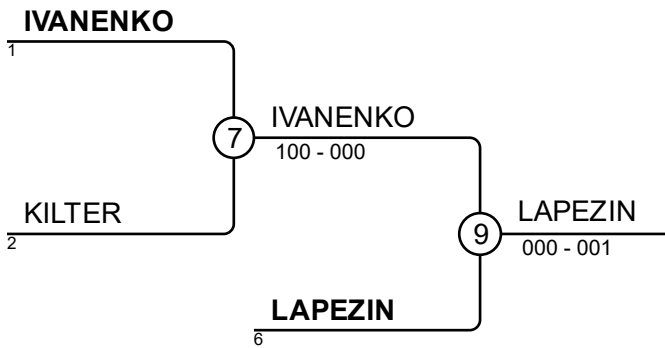 IVANENKO
1
7
IVANENKO
100 - 000
KILTER
2
9
LAPEZIN
000 - 001
LAPEZIN
6